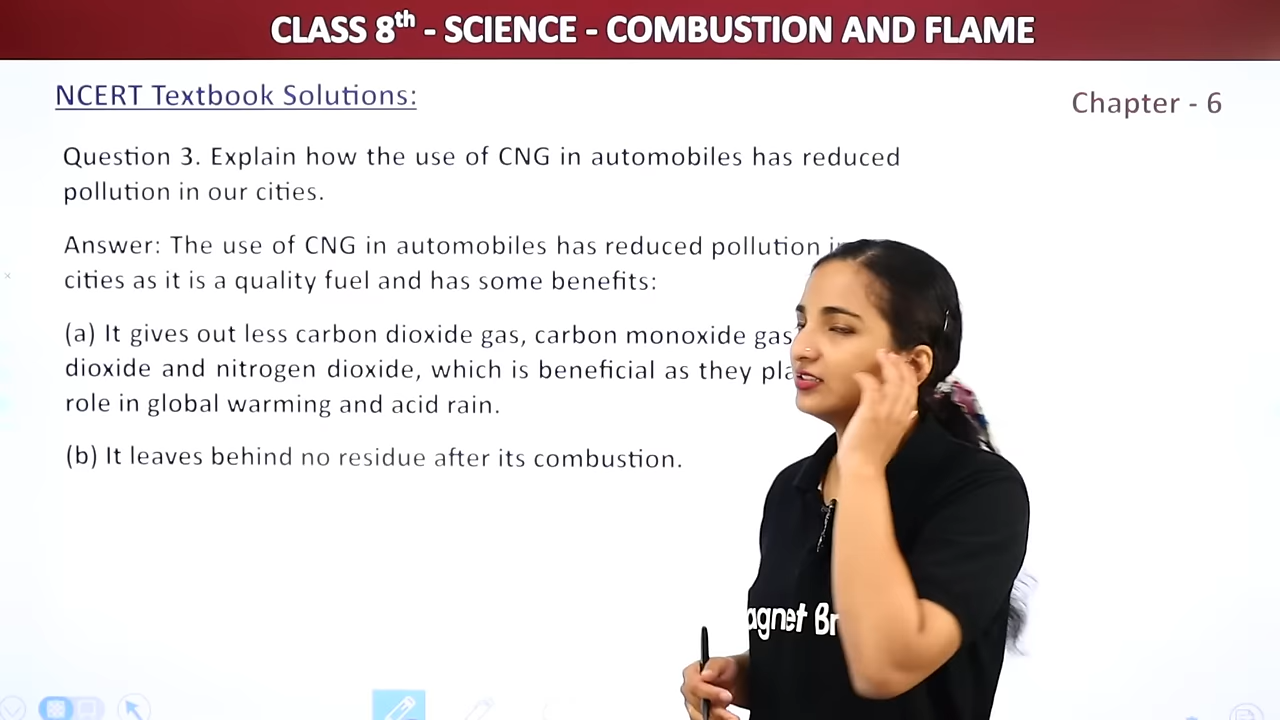 CLASS 8th - SCIENCE - COMBUSTION AND FLAME
NCERT Textbook Solutions:
Chapter - 6
Question 3. Explain how the use of CNG in automobiles has reduced
pollution in our cities.
Answer: The use of CNG in automobiles has reduced pollution
cities as it is a quality fuel and has some benefits:
(a) It gives out less carbon dioxide gas, carbon monoxide gas
dioxide and nitrogen dioxide, which is beneficial as they
role in global warming and acid rain.
(b) It leaves behind no residue after its combustion.